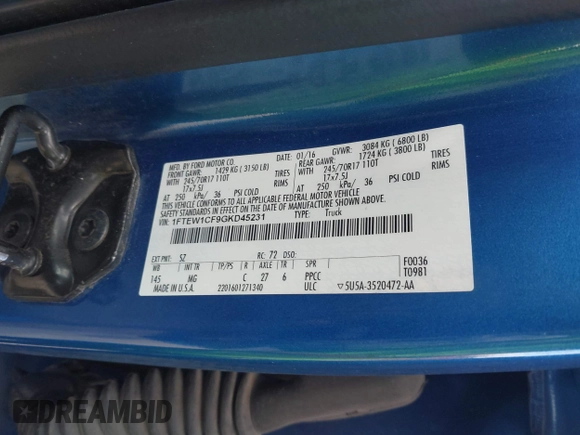 MFD. BY FORD MOTOR CO. 01/16 GVWR: 3084 KG ( 6800 LB)
FRONT GAWR: 1429 KG ( 3150 LB) REAR GAWR: 1724 KG ( 3800 LB)
WITH 245/70R17 110T TIRES WITH 245/70R17 110T TIRES
17x7.5J RIMS 17x7.5J RIMS
AT 250 kPa/ 36 PSI COLD AT 250 kPa/ 36 PSI COLD
THIS VEHICLE CONFORMS TO ALL APPLICABLE FEDERAL MOTOR VEHICLE
SAFETY STANDARDS IN EFFECT ON THE DATE OF MANUFACTURE SHOWN ABOVE.
VIN: 1FTEW1CF9GKD45231 TYPE: Truck
EXT PNT: SZ RC: 72 DSO: F0036
WB INT TR TP/PS R AXLE TR SPR T0981
145 MG C 27 6 PPCC
MADE IN U.S.A. 2201601271340 ULC ▽5U5A-3520472-AA
DREAMBID